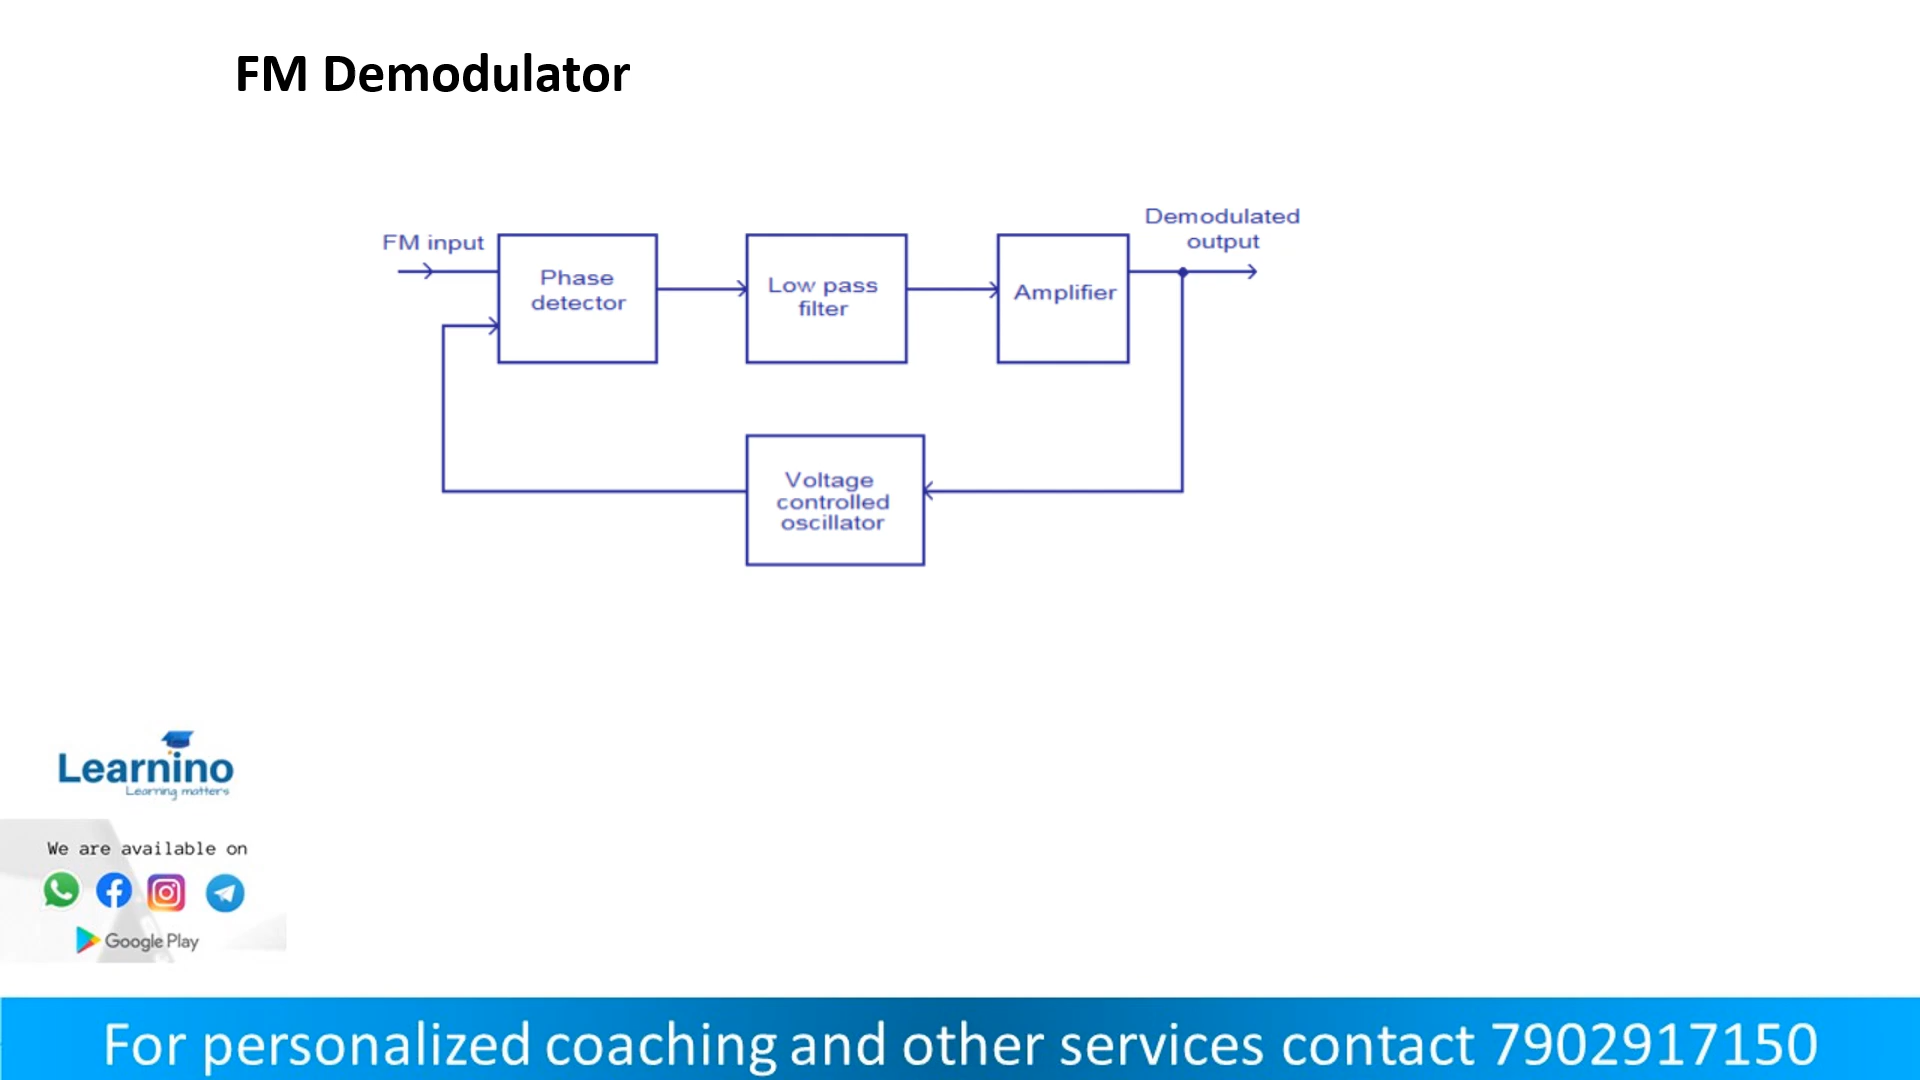 FM Demodulator
Demodulated
output
FM input
Phase
detector
Low pass
filter
Amplifier
Voltage
controlled
oscillator
Learnino
Learning matters
We are available on
Google Play
For personalized coaching and other services contact 7902917150